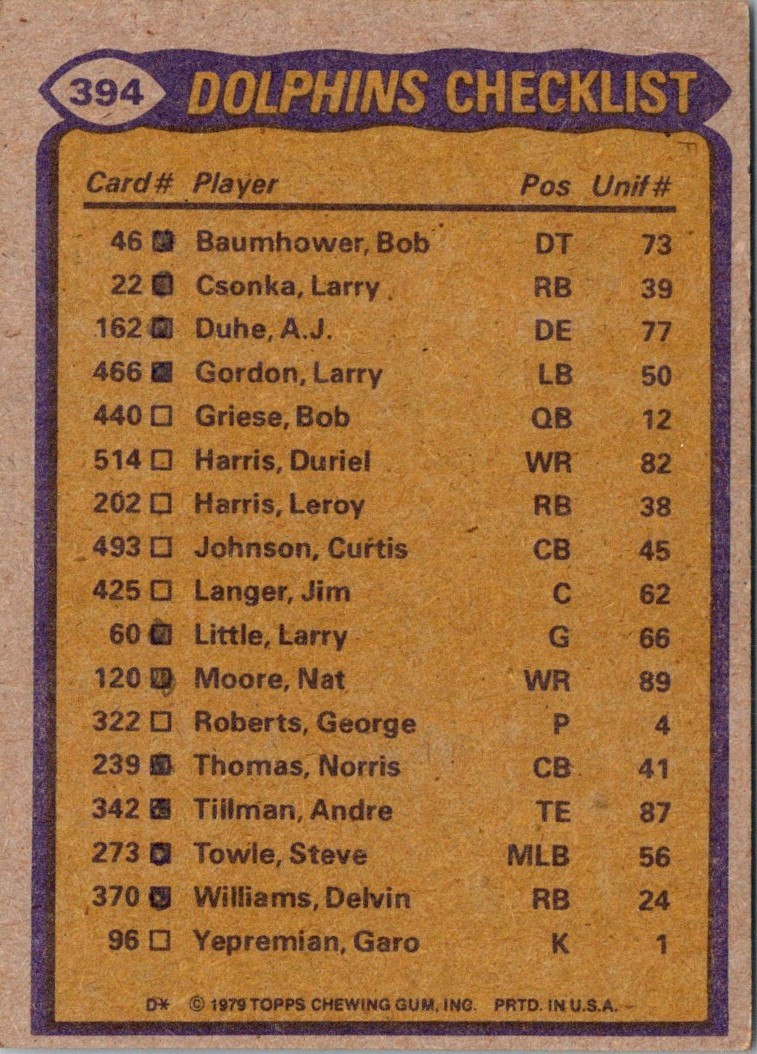 394 DOLPHINS CHECKLIST
Card# Player Pos Unif#
46 Baumhower, Bob DT 73
22 Csonka, Larry RB 39
162 Duhe, A.J. DE 77
466 Gordon, Larry LB 50
440 Griese, Bob QB 12
514 Harris, Duriel WR 82
202 Harris, Leroy RB 38
493 Johnson, Curtis CB 45
425 Langer, Jim C 62
60 Little, Larry G 66
120 Moore, Nat WR 89
322 Roberts, George P 4
239 Thomas, Norris CB 41
342 Tillman, Andre TE 87
273 Towle, Steve MLB 56
370 Williams, Delvin RB 24
96 Yepremian, Garo K 1
D* © 1979 TOPPS CHEWING GUM, INC. PRTD. IN U.S.A.